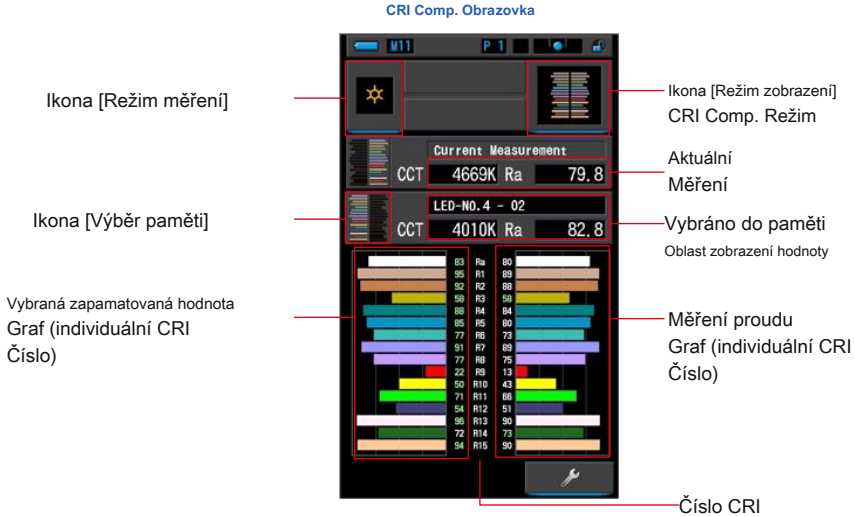 CRI Comp. Obrazovka
M11 P 1
Ikona [Režim měření]
Ikona [Režim zobrazení]
CRI Comp. Režim
Current Measurement
CCT 4669K Ra 79.8
Aktuální
Měření
Ikona [Výběr paměti]
LED-NO.4 - 02
CCT 4010K Ra 82.8
Vybráno do paměti
Oblast zobrazení hodnoty
Vybraná zapamatovaná hodnota
Graf (individuální CRI
Číslo)
83 Ra 80
95 R1 89
92 R2 88
58 R3 58
88 R4 84
85 R5 80
77 R6 73
91 R7 89
77 R8 75
22 R9 13
50 R10 43
71 R11 66
54 R12 51
96 R13 90
72 R14 73
94 R15 90
Měření proudu
Graf (individuální CRI
Číslo)
Číslo CRI